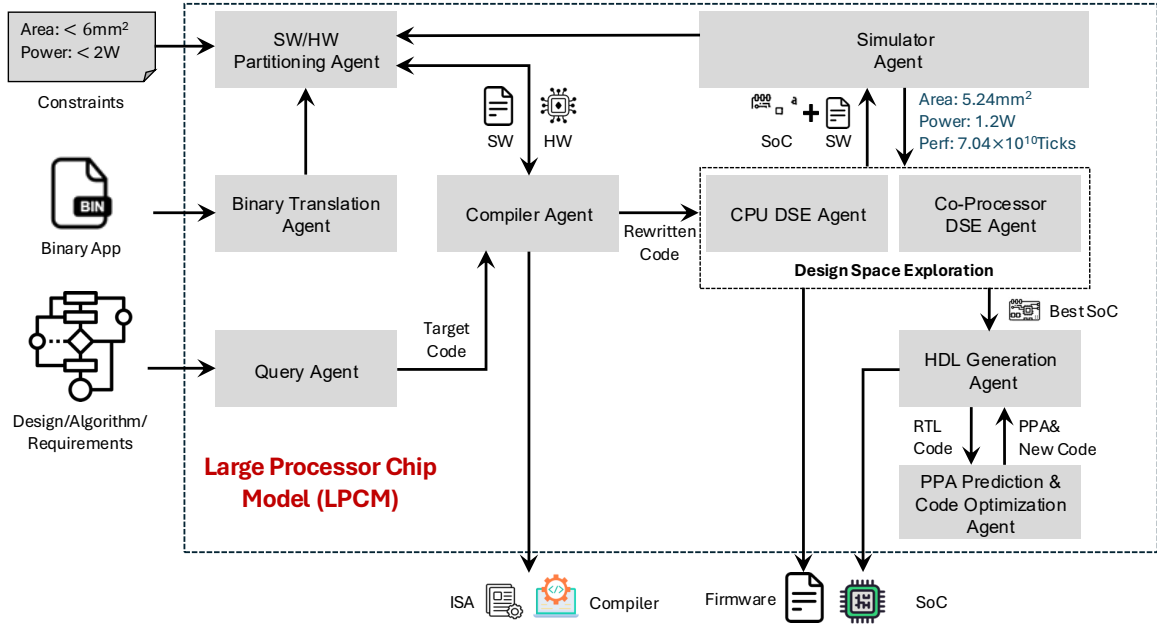 Area: < 6mm²
Power: < 2W
Constraints
SW/HW
Partitioning Agent
Simulator
Agent
SW
HW
a
SoC
SW
Area: 5.24mm²
Power: 1.2W
Perf: 7.04×10¹⁰Ticks
BIN
Binary App
Binary Translation
Agent
Compiler Agent
Rewritten
Code
CPU DSE Agent
Co-Processor
DSE Agent
Design Space Exploration
Best SoC
Design/Algorithm/
Requirements
Query Agent
Target
Code
HDL Generation
Agent
RTL
Code
PPA&
New Code
PPA Prediction &
Code Optimization
Agent
Large Processor Chip
Model (LPCM)
ISA
</>
Compiler
Firmware
SoC